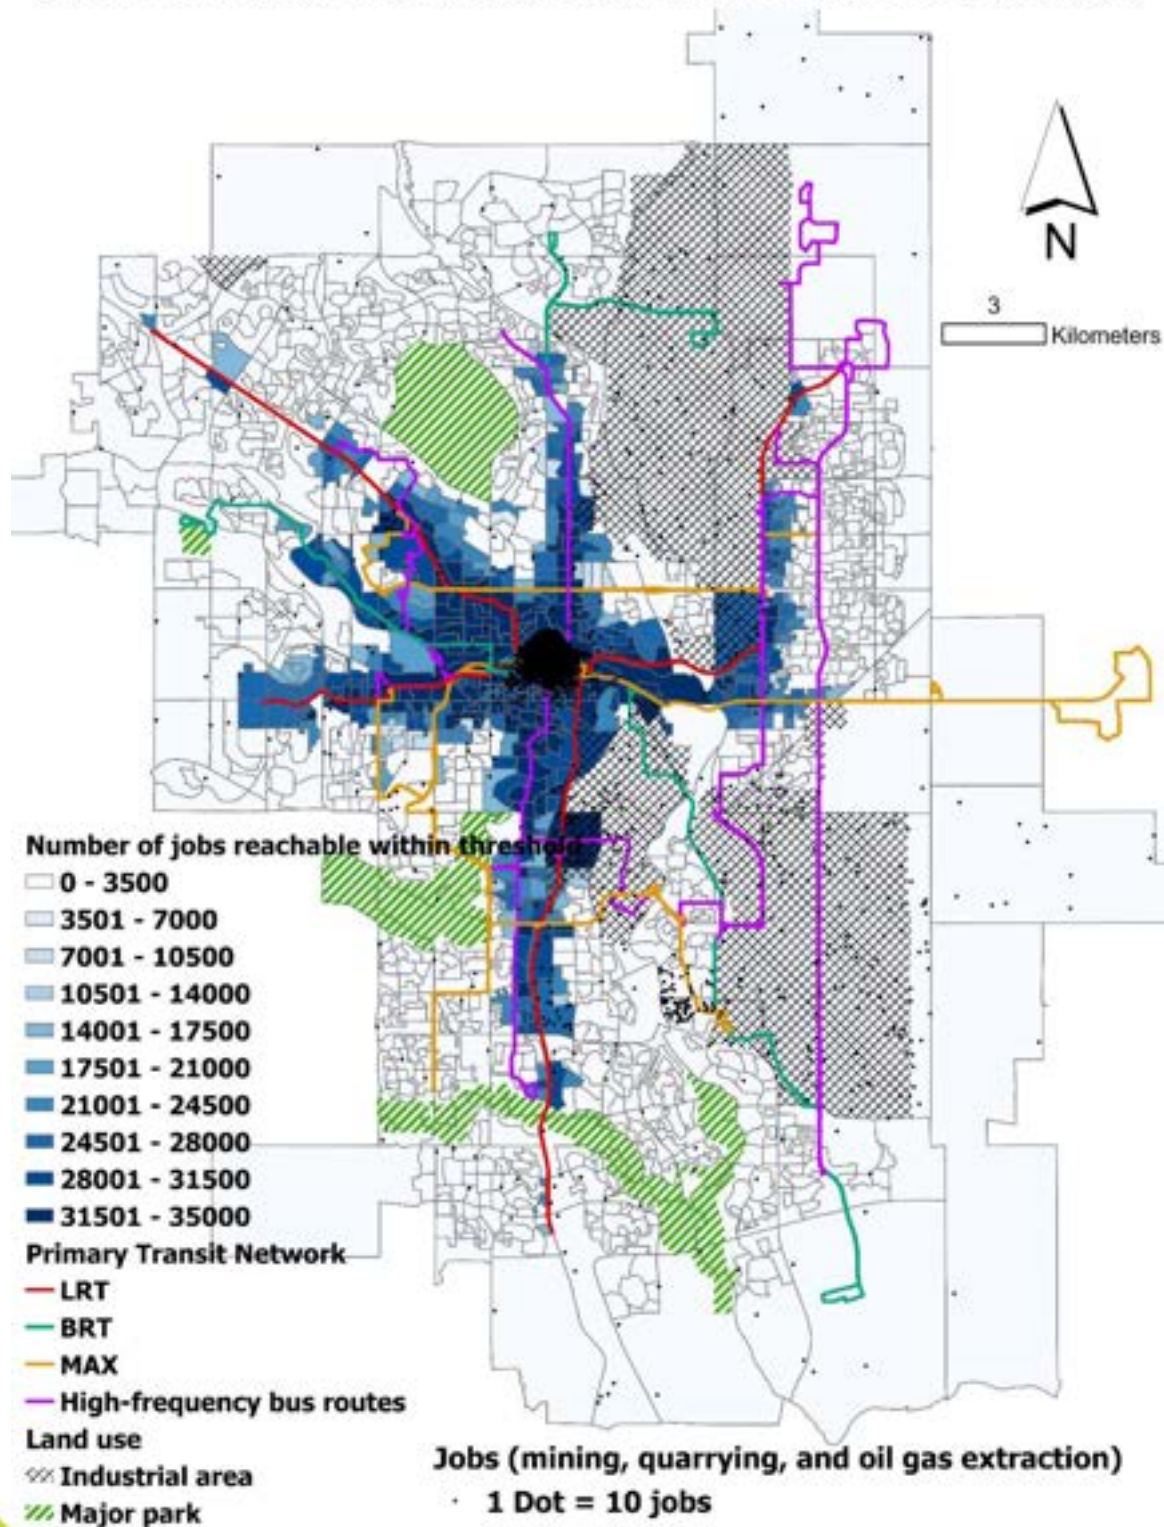 N
3
Kilometers
Number of jobs reachable within threshold
0 - 3500
3501 - 7000
7001 - 10500
10501 - 14000
14001 - 17500
17501 - 21000
21001 - 24500
24501 - 28000
28001 - 31500
31501 - 35000
Primary Transit Network
LRT
BRT
MAX
High-frequency bus routes
Land use
Industrial area
Major park
Jobs (mining, quarrying, and oil gas extraction)
1 Dot = 10 jobs